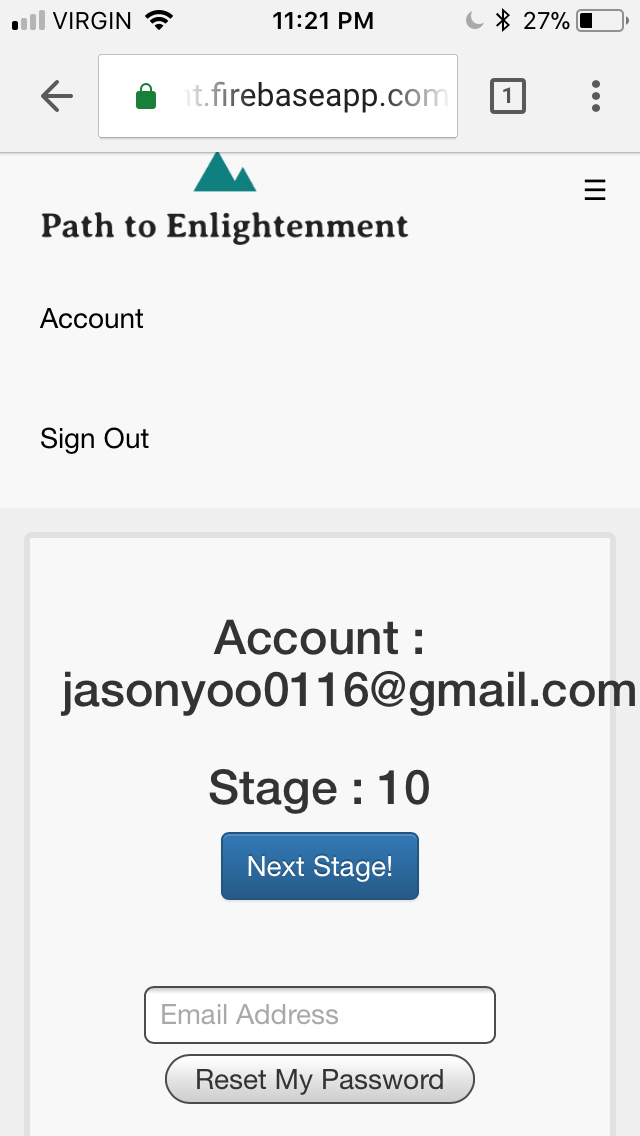 VIRGIN 11:21 PM 27%
nt.firebaseapp.com 1
Path to Enlightenment
Account
Sign Out
Account :
jasonyoo0116@gmail.com
Stage : 10
Next Stage!
Email Address
Reset My Password